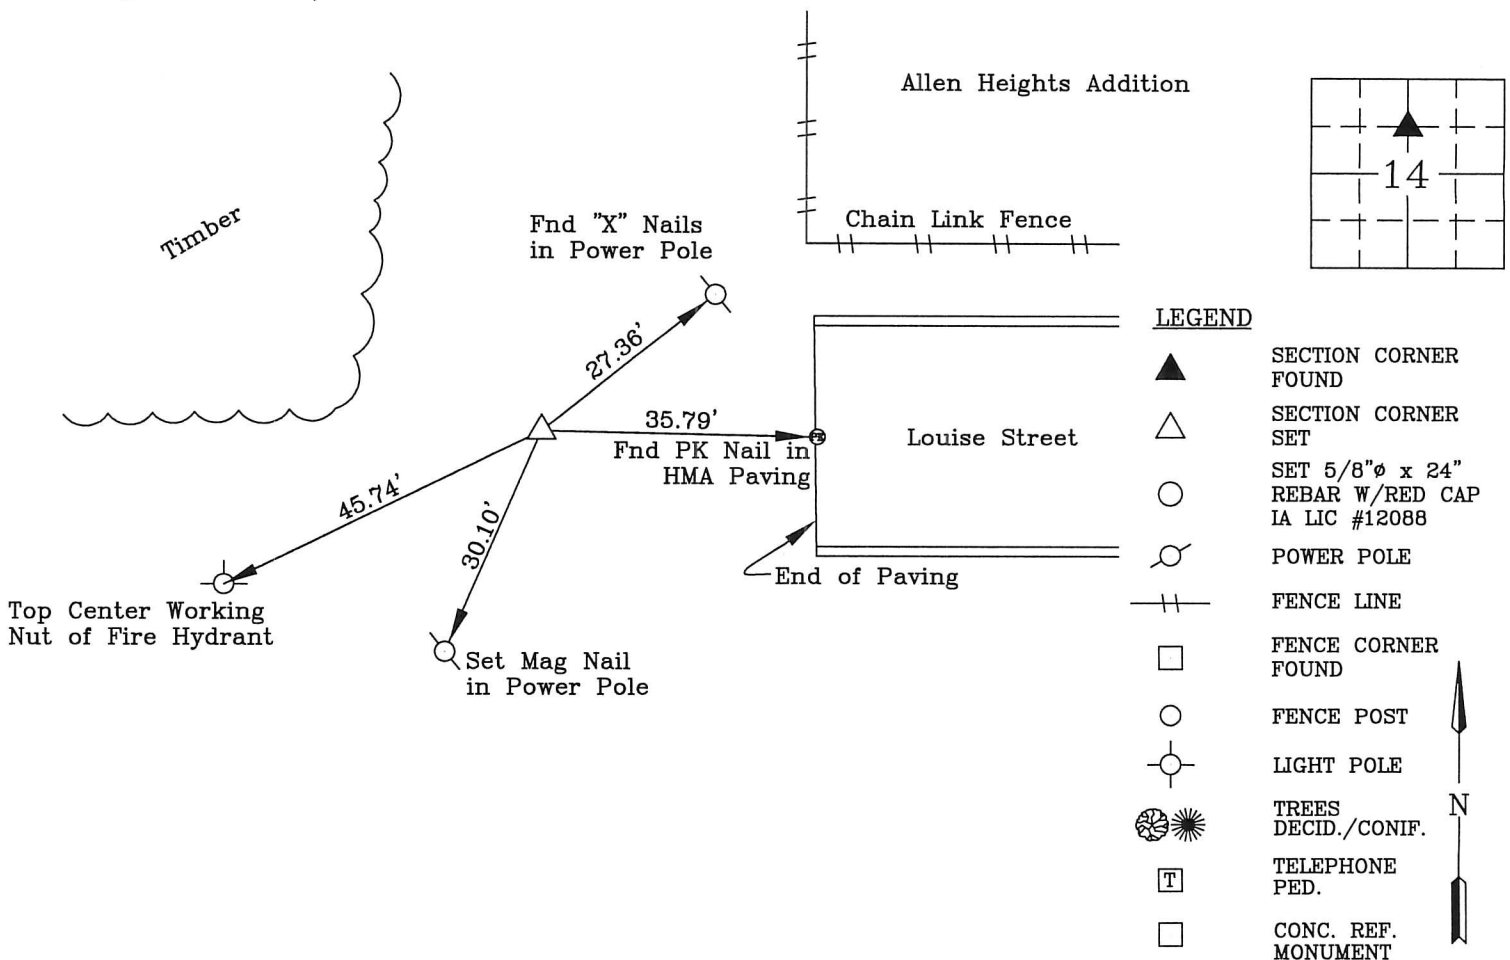 Allen Heights Addition
Timber
Fnd "X" Nails
in Power Pole
Chain Link Fence
14
27.36'
35.79'
Fnd PK Nail in
HMA Paving
PK
Louise Street
45.74'
30.10'
End of Paving
Top Center Working
Nut of Fire Hydrant
Set Mag Nail
in Power Pole
LEGEND
SECTION CORNER
FOUND
SECTION CORNER
SET
SET 5/8"ø x 24"
REBAR W/RED CAP
IA LIC #12088
POWER POLE
FENCE LINE
FENCE CORNER
FOUND
FENCE POST
LIGHT POLE
TREES
DECID./CONIF.
T
TELEPHONE
PED.
CONC. REF.
MONUMENT
N